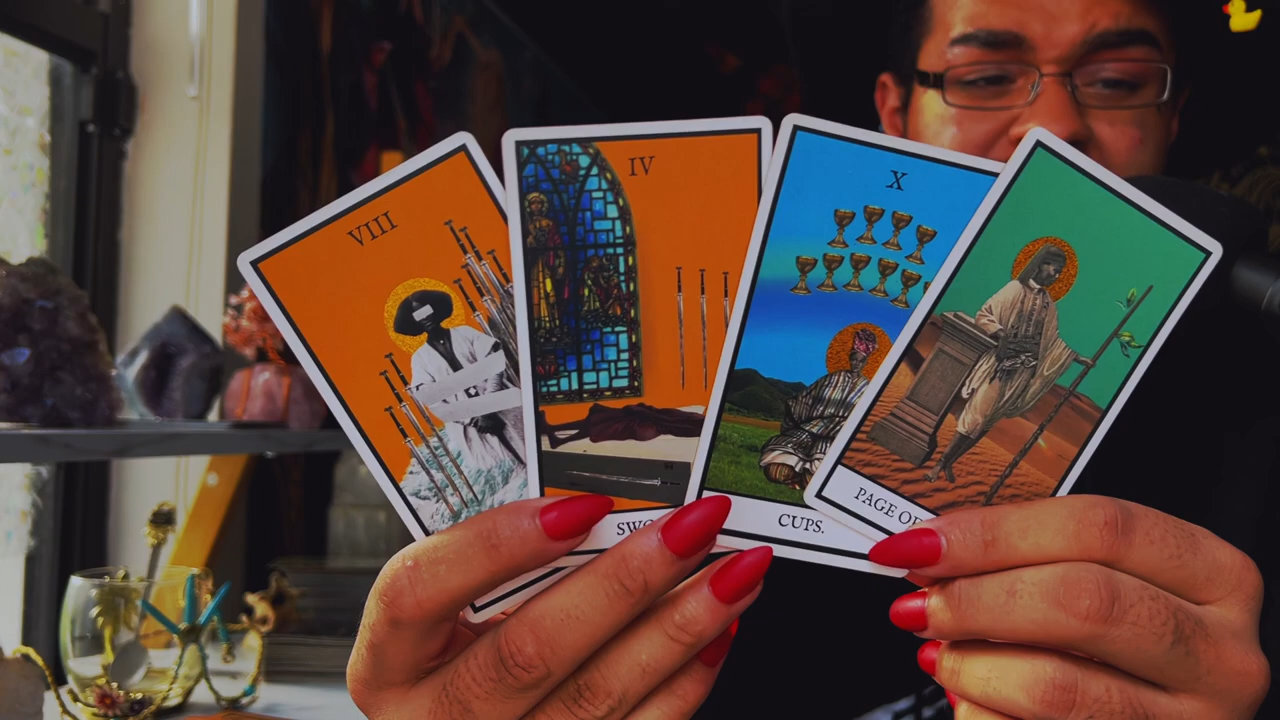 VIII
IV
X
SWO
CUPS.
PAGE OF